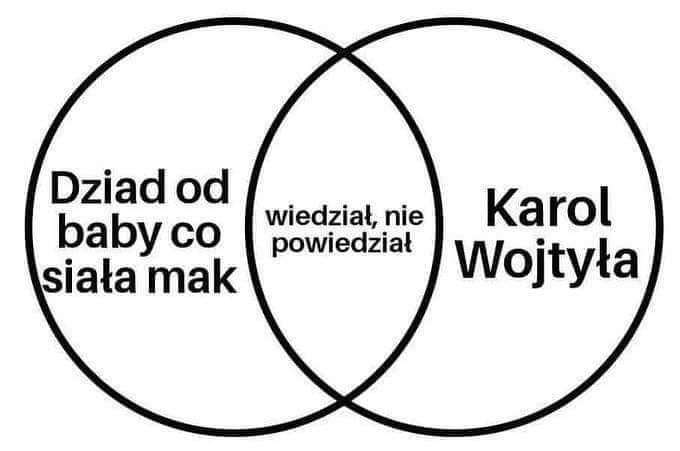 Dziad od
baby co
siała mak
wiedział, nie
powiedział
Karol
Wojtyła